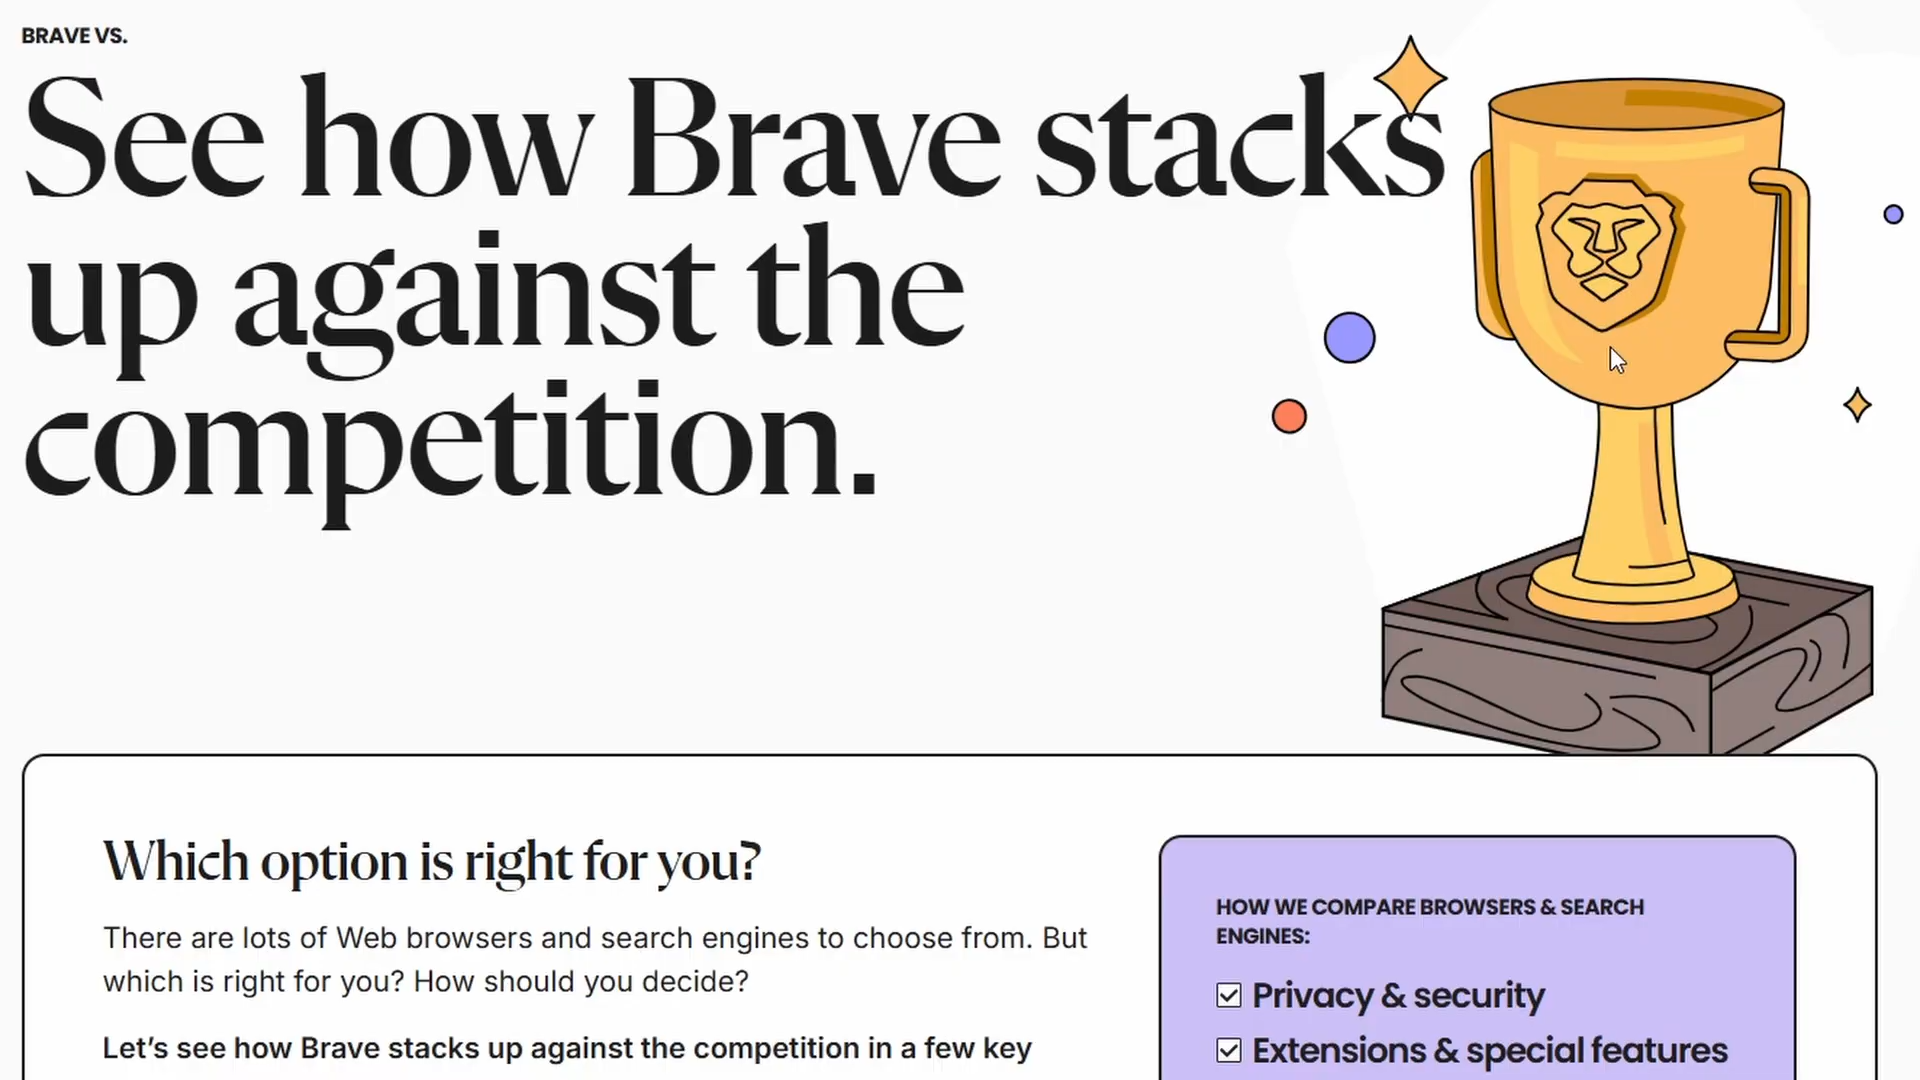 BRAVE VS.
See how Brave stacks
up against the
competition.
Which option is right for you?
There are lots of Web browsers and search engines to choose from. But
which is right for you? How should you decide?
Let’s see how Brave stacks up against the competition in a few key
HOW WE COMPARE BROWSERS & SEARCH
ENGINES:
Privacy & security
Extensions & special features